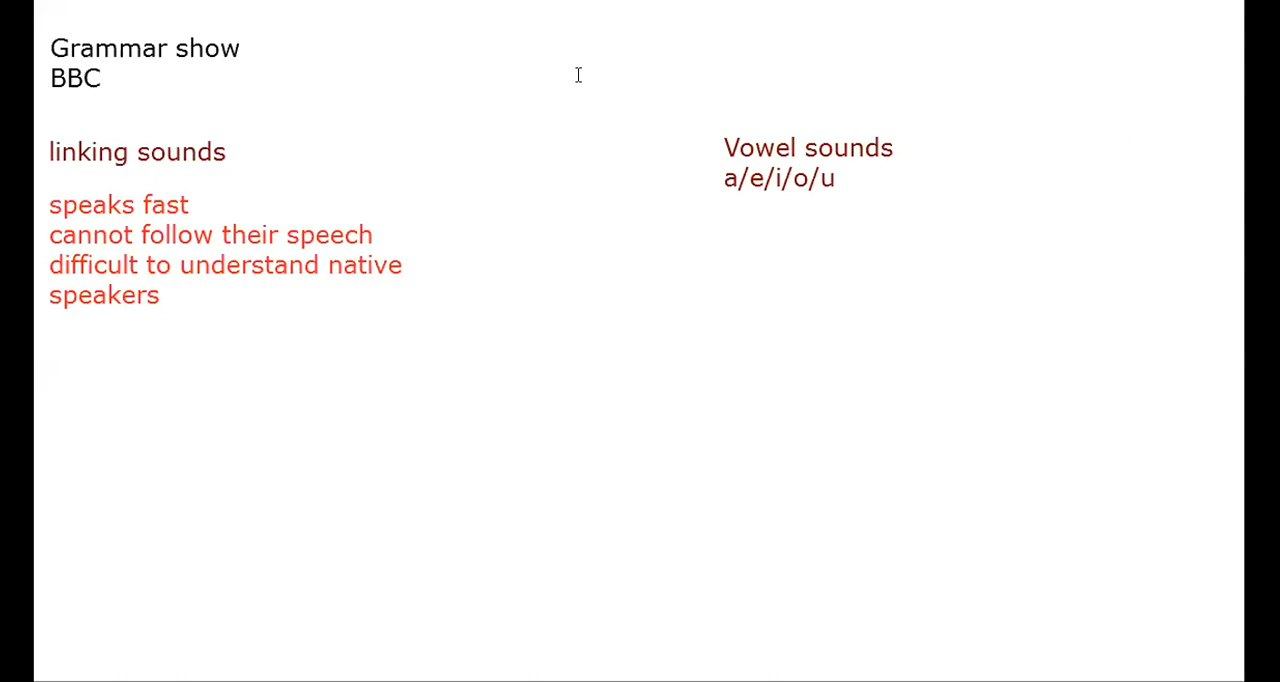 Grammar show
BBC
linking sounds
speaks fast
cannot follow their speech
difficult to understand native
speakers
Vowel sounds
a/e/i/o/u